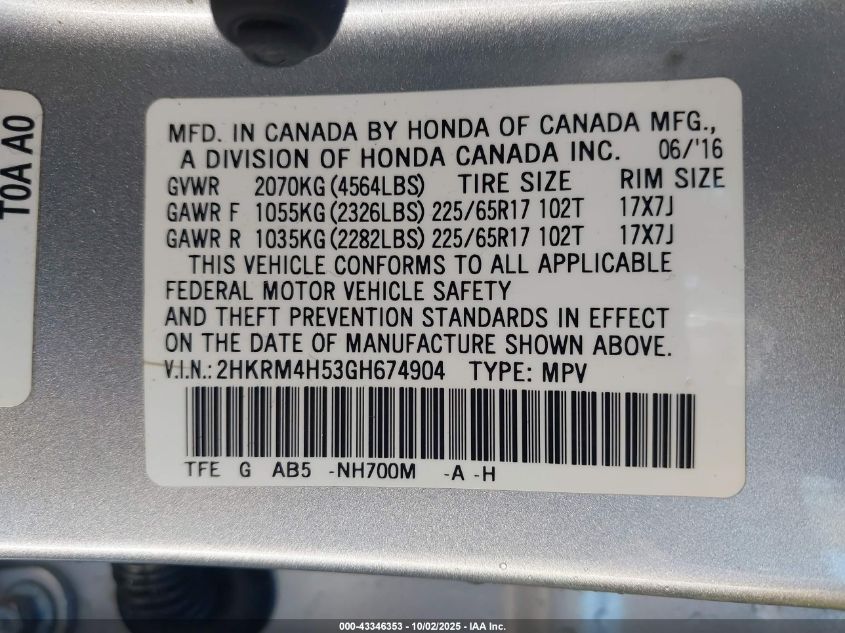 T0A A0
MFD. IN CANADA BY HONDA OF CANADA MFG.,
A DIVISION OF HONDA CANADA INC. 06/'16
GVWR 2070KG (4564LBS) TIRE SIZE RIM SIZE
GAWR F 1055KG (2326LBS) 225/65R17 102T 17X7J
GAWR R 1035KG (2282LBS) 225/65R17 102T 17X7J
THIS VEHICLE CONFORMS TO ALL APPLICABLE
FEDERAL MOTOR VEHICLE SAFETY
AND THEFT PREVENTION STANDARDS IN EFFECT
ON THE DATE OF MANUFACTURE SHOWN ABOVE.
V.I.N.: 2HKRM4H53GH674904 TYPE: MPV
TFE G AB5 -NH700M -A -H
000-43346353 - 10/02/2025 - IAA Inc.